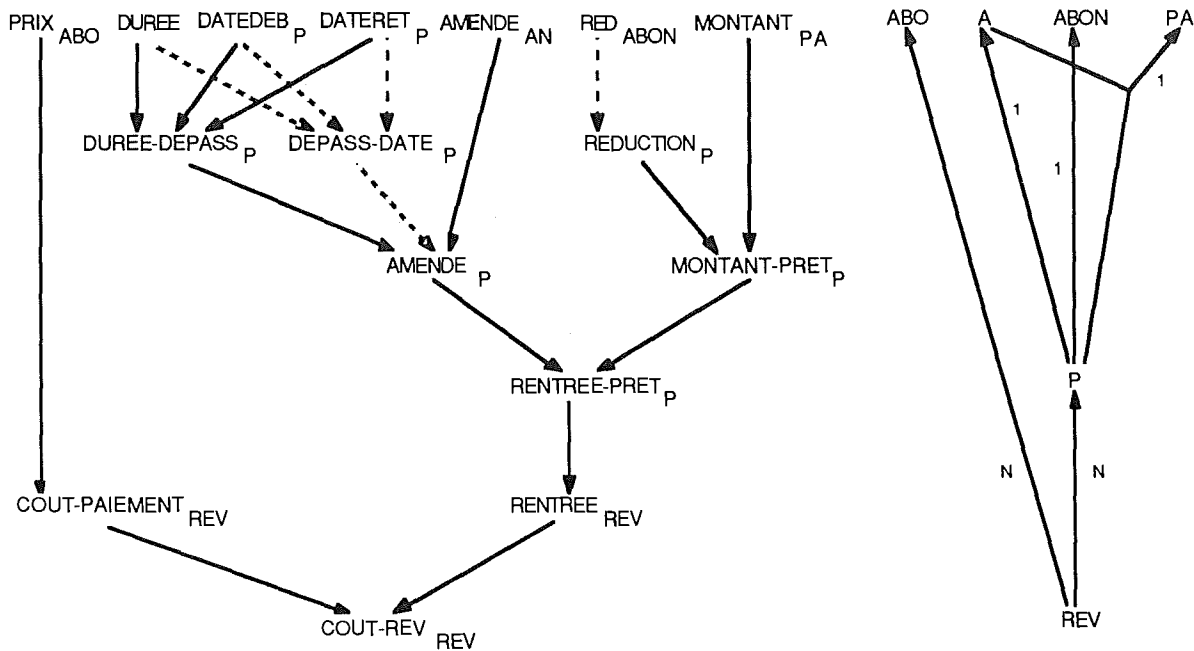 PRIX ABO DUREE DATEDEB P DATERET P AMENDE AN RED ABON MONTANT PA
ABO A ABON PA
1
1
1
DUREE-DEPASS P DEPASS-DATE P REDUCTION P
AMENDE P MONTANT-PRET P
P
RENTREE-PRET P
N N
COUT-PAIEMENT REV RENTREE REV
REV
COUT-REV REV